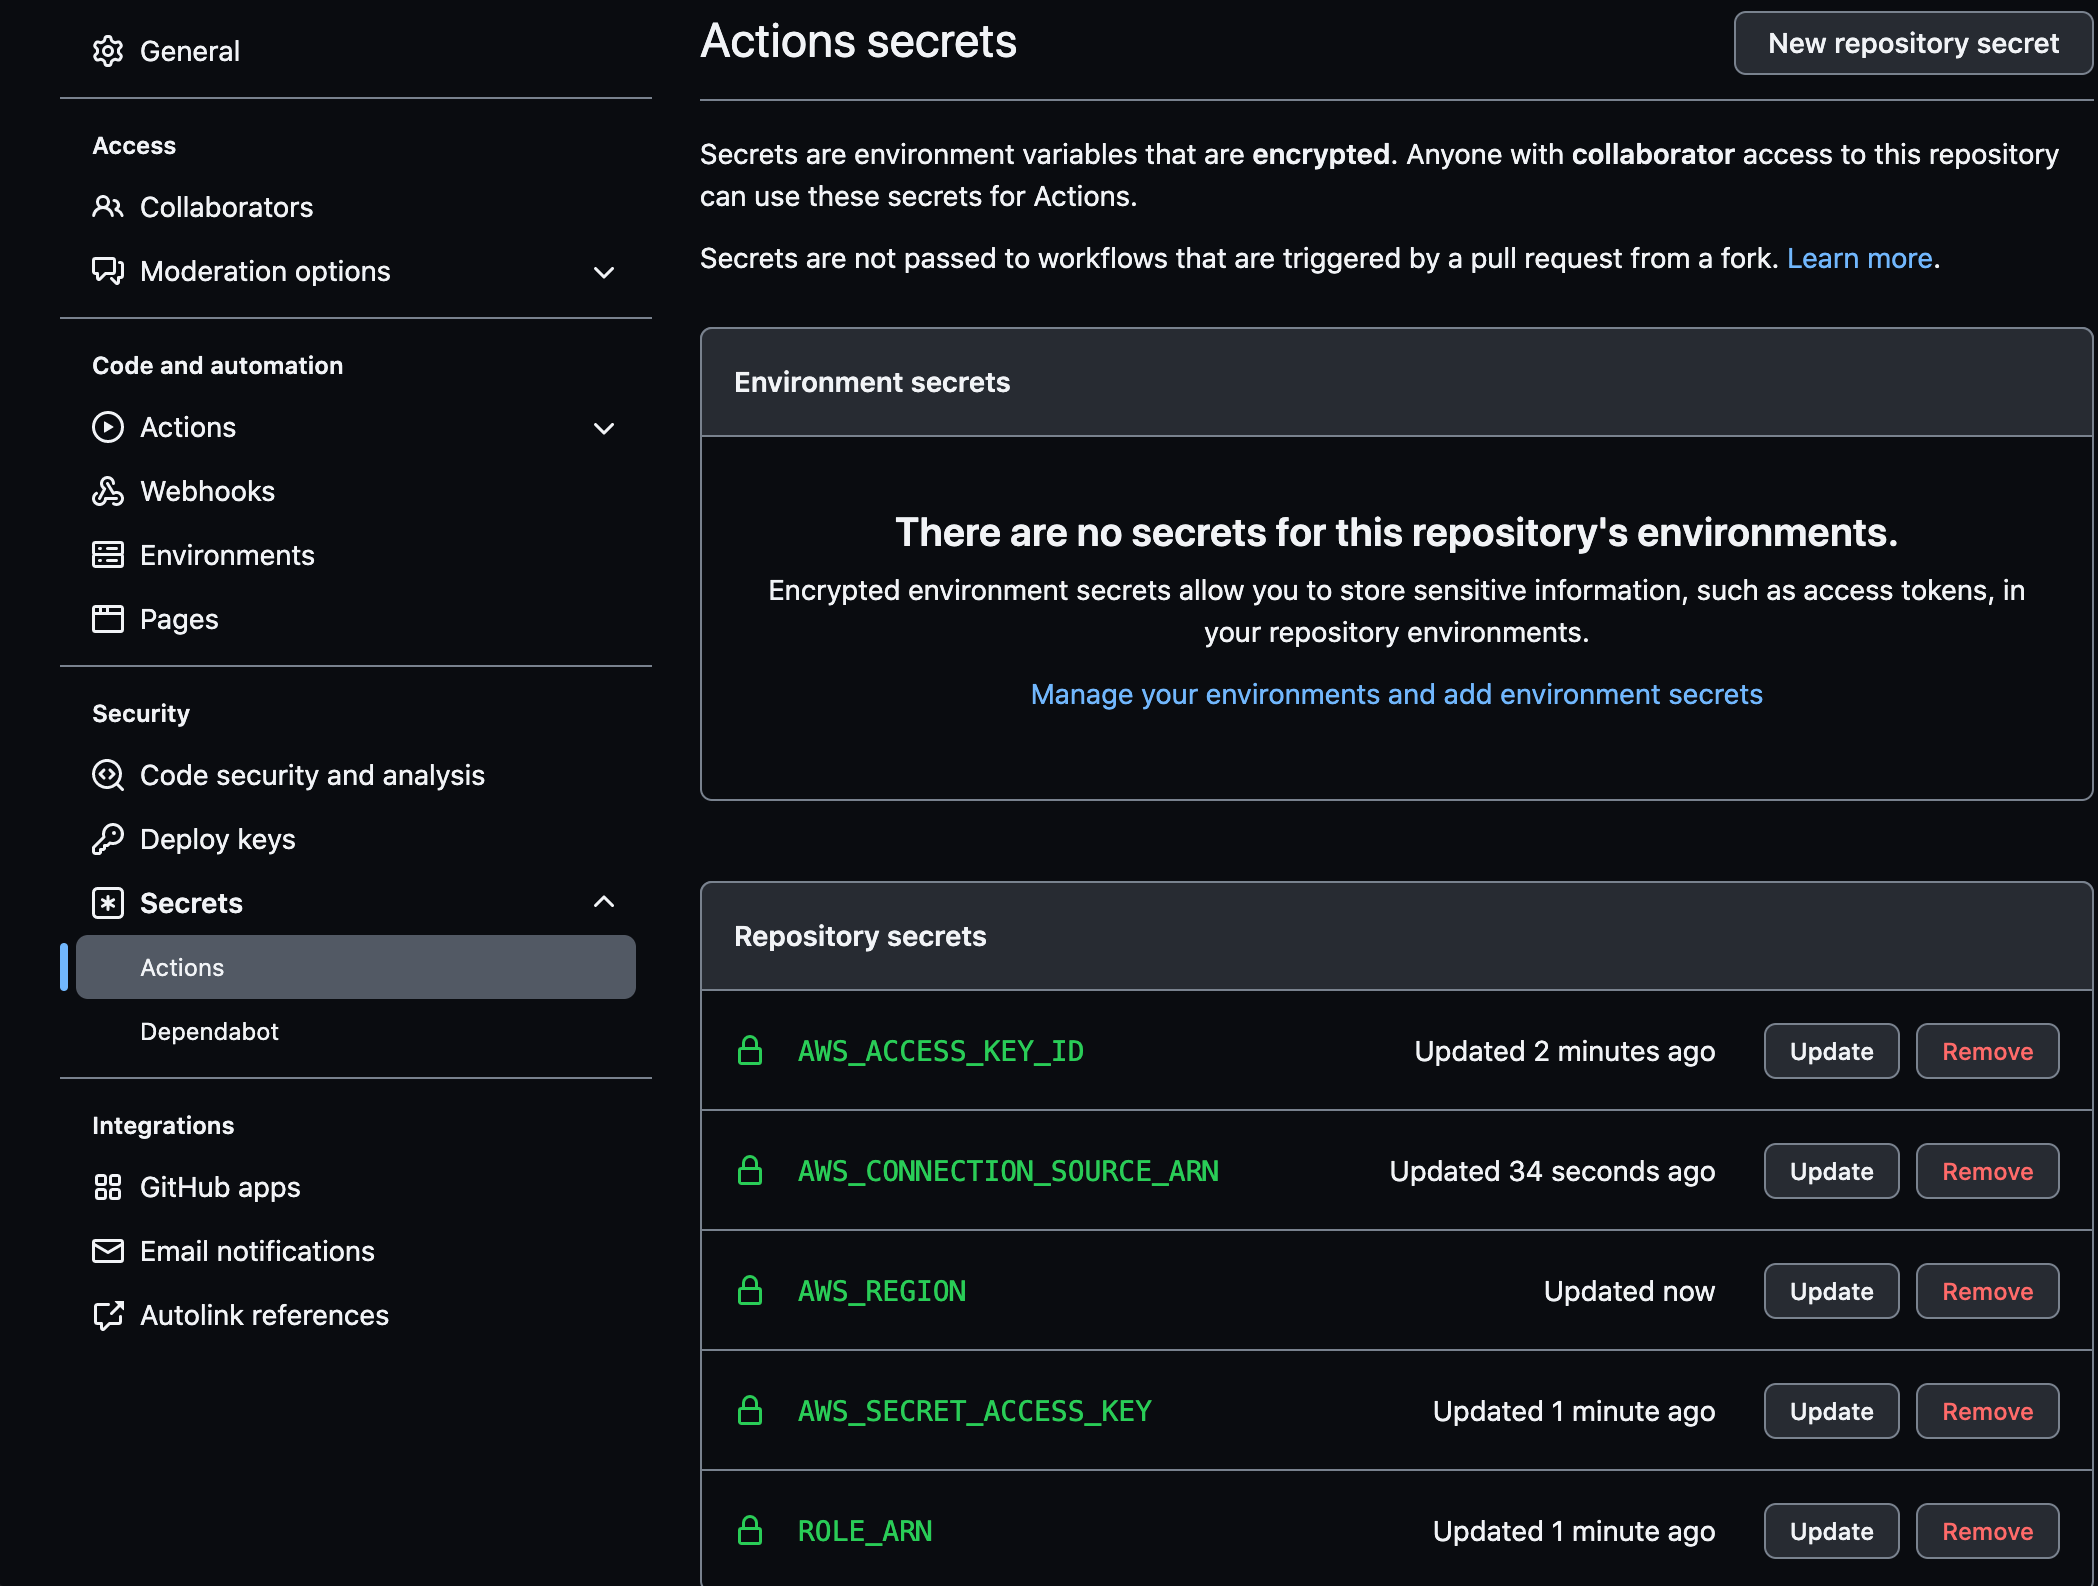 General
Access
Collaborators
Moderation options
Code and automation
Actions
Webhooks
Environments
Pages
Security
Code security and analysis
Deploy keys
Secrets
Actions
Dependabot
Integrations
GitHub apps
Email notifications
Autolink references
Actions secrets
New repository secret
Secrets are environment variables that are encrypted. Anyone with collaborator access to this repository
can use these secrets for Actions.
Secrets are not passed to workflows that are triggered by a pull request from a fork. Learn more.
Environment secrets
There are no secrets for this repository's environments.
Encrypted environment secrets allow you to store sensitive information, such as access tokens, in
your repository environments.
Manage your environments and add environment secrets
Repository secrets
AWS_ACCESS_KEY_ID Updated 2 minutes ago Update Remove
AWS_CONNECTION_SOURCE_ARN Updated 34 seconds ago Update Remove
AWS_REGION Updated now Update Remove
AWS_SECRET_ACCESS_KEY Updated 1 minute ago Update Remove
ROLE_ARN Updated 1 minute ago Update Remove